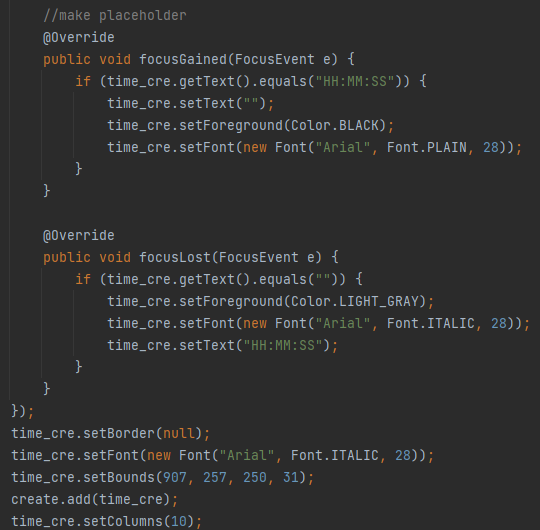 //make placeholder
@Override
public void focusGained(FocusEvent e) {
if (time_cre.getText().equals("HH:MM:SS")) {
time_cre.setText("");
time_cre.setForeground(Color.BLACK);
time_cre.setFont(new Font("Arial", Font.PLAIN, 28));
}
}
@Override
public void focusLost(FocusEvent e) {
if (time_cre.getText().equals("")) {
time_cre.setForeground(Color.LIGHT_GRAY);
time_cre.setFont(new Font("Arial", Font.ITALIC, 28));
time_cre.setText("HH:MM:SS");
}
}
});
time_cre.setBorder(null);
time_cre.setFont(new Font("Arial", Font.ITALIC, 28));
time_cre.setBounds(907, 257, 250, 31);
create.add(time_cre);
time_cre.setColumns(10);